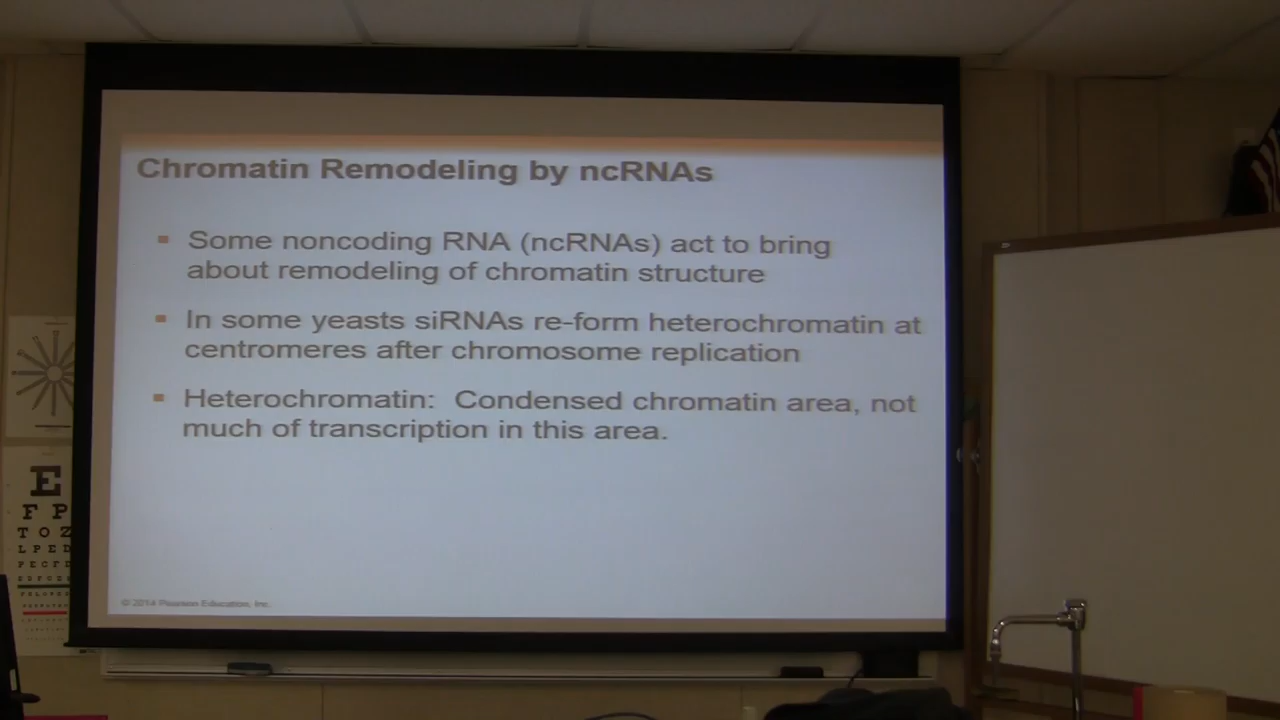 Chromatin Remodeling by ncRNAs
Some noncoding RNA (ncRNAs) act to bring
about remodeling of chromatin structure
In some yeasts siRNAs re-form heterochromatin at
centromeres after chromosome replication
Heterochromatin: Condensed chromatin area, not
much of transcription in this area.
© 2014 Pearson Education, Inc.
E
F P
T O Z
L P E D
P E C F D